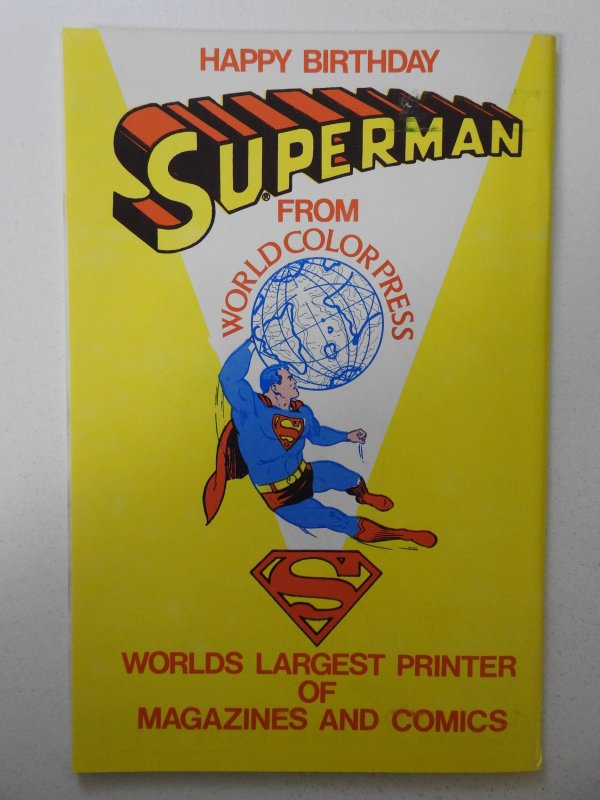 HAPPY BIRTHDAY
SUPERMAN
®
FROM
WORLD COLOR PRESS
S
S
WORLDS LARGEST PRINTER
OF
MAGAZINES AND COMICS